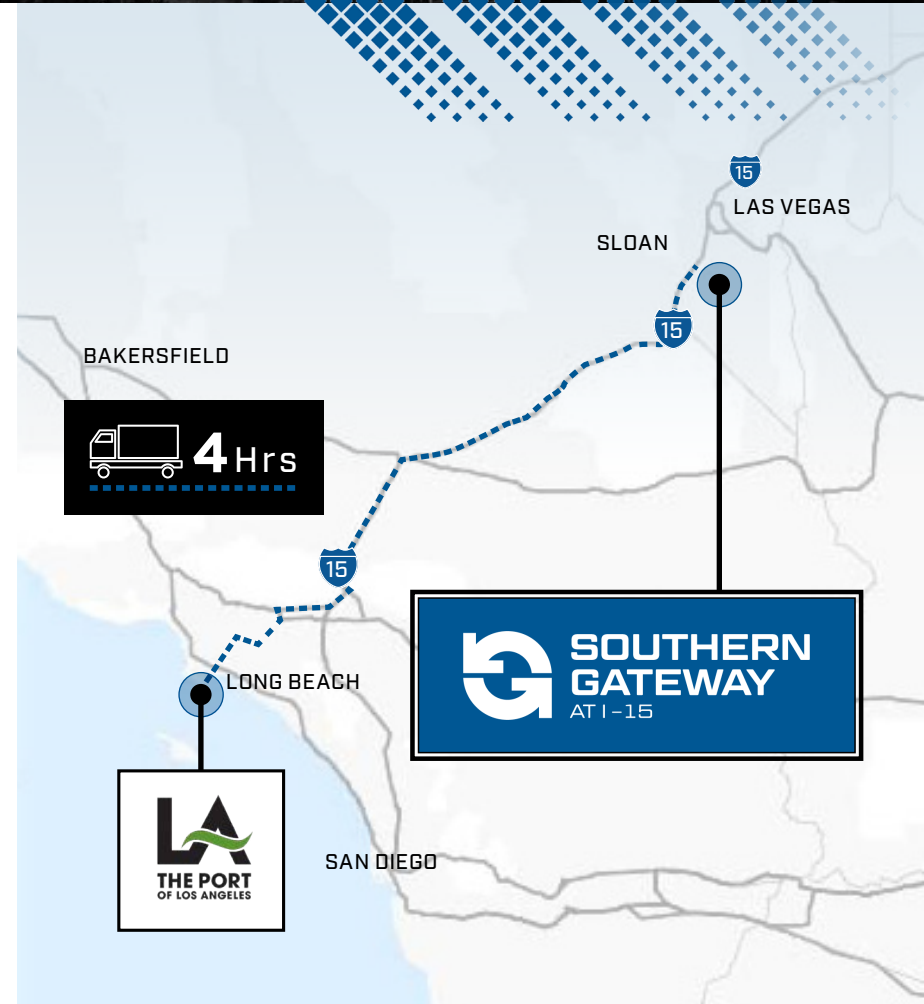 15
LAS VEGAS
SLOAN
15
BAKERSFIELD
4 Hrs
15
SOUTHERN
GATEWAY
AT I-15
LONG BEACH
LA
THE PORT
OF LOS ANGELES
SAN DIEGO